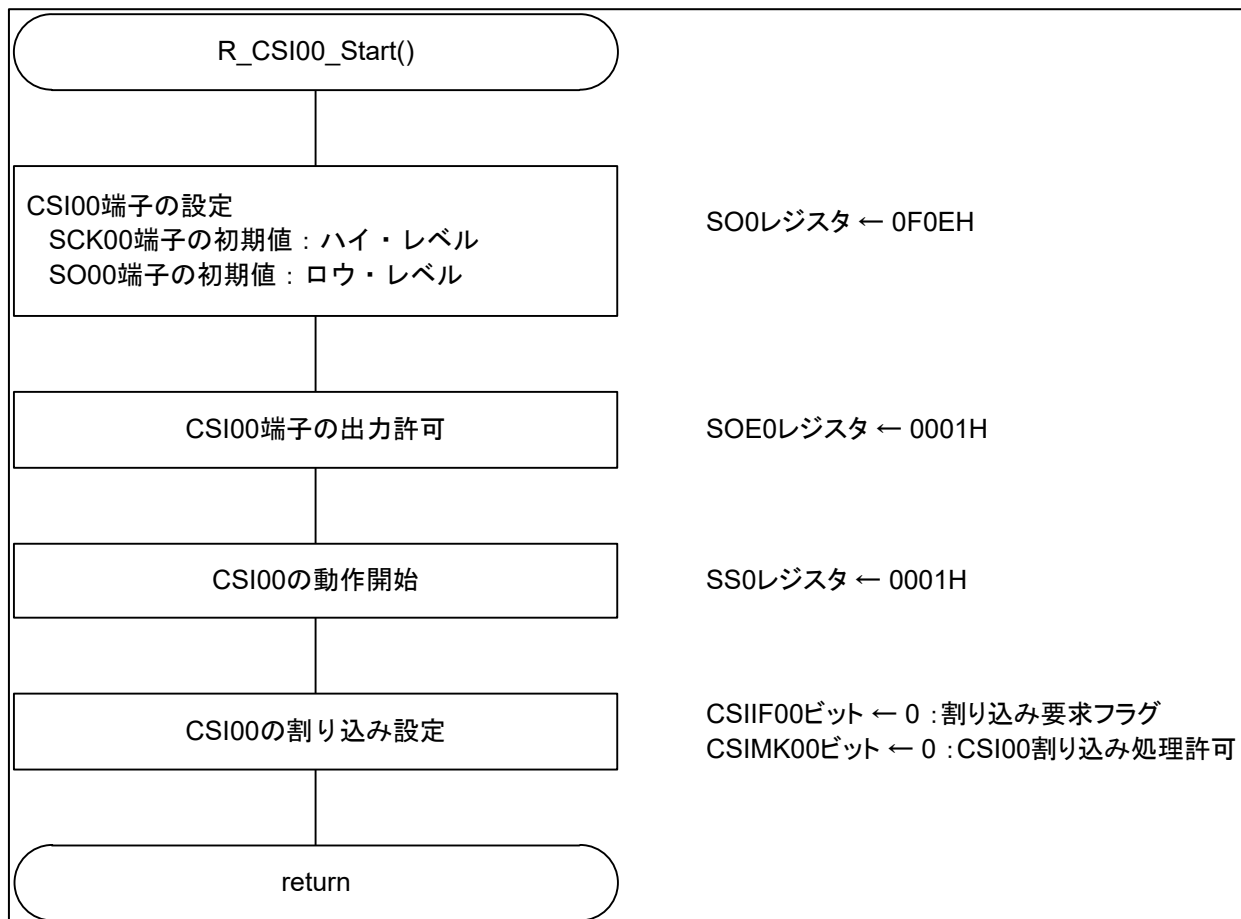 R_CSI00_Start()
CSI00端子の設定
SCK00端子の初期値：ハイ・レベル
SO00端子の初期値：ロウ・レベル
SO0レジスタ ← 0F0EH
CSI00端子の出力許可
SOE0レジスタ ← 0001H
CSI00の動作開始
SS0レジスタ ← 0001H
CSI00の割り込み設定
CSIIF00ビット ← 0：割り込み要求フラグ
CSIMK00ビット ← 0：CSI00割り込み処理許可
return